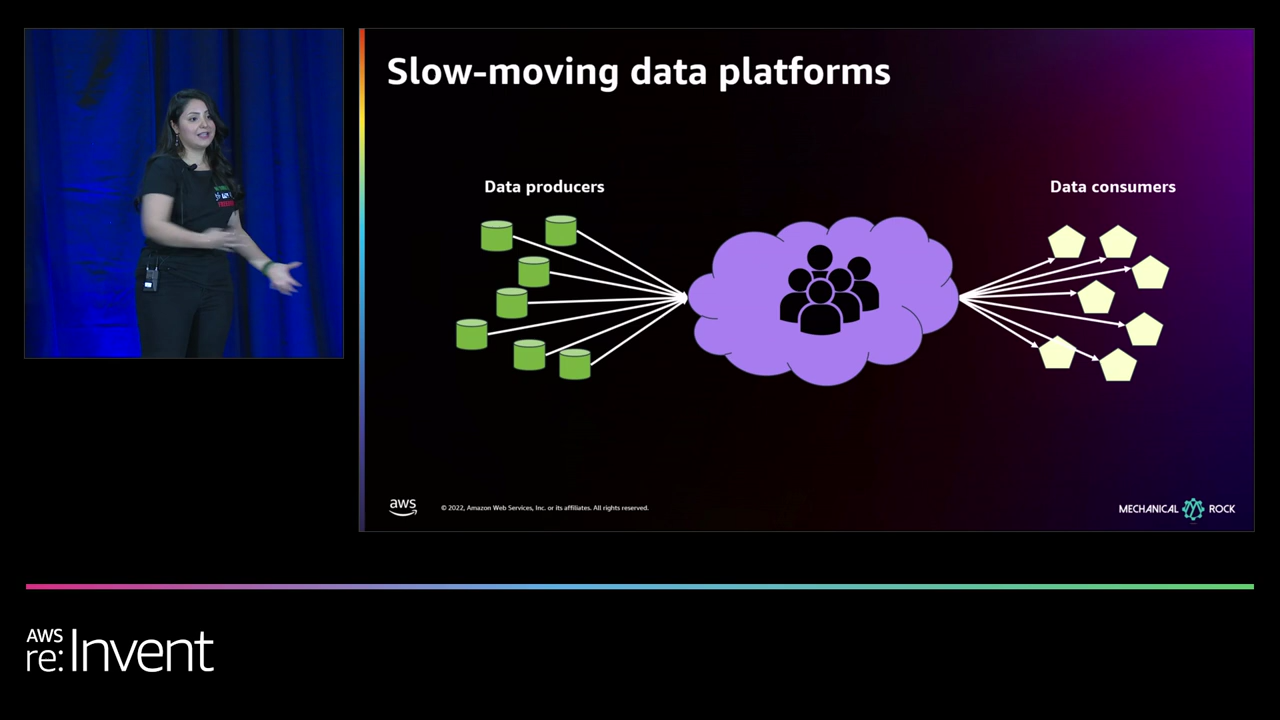 Slow-moving data platforms
Data producers
Data consumers
aws
© 2022, Amazon Web Services, Inc. or its affiliates. All rights reserved.
MECHANICAL ROCK
AWS
re:Invent